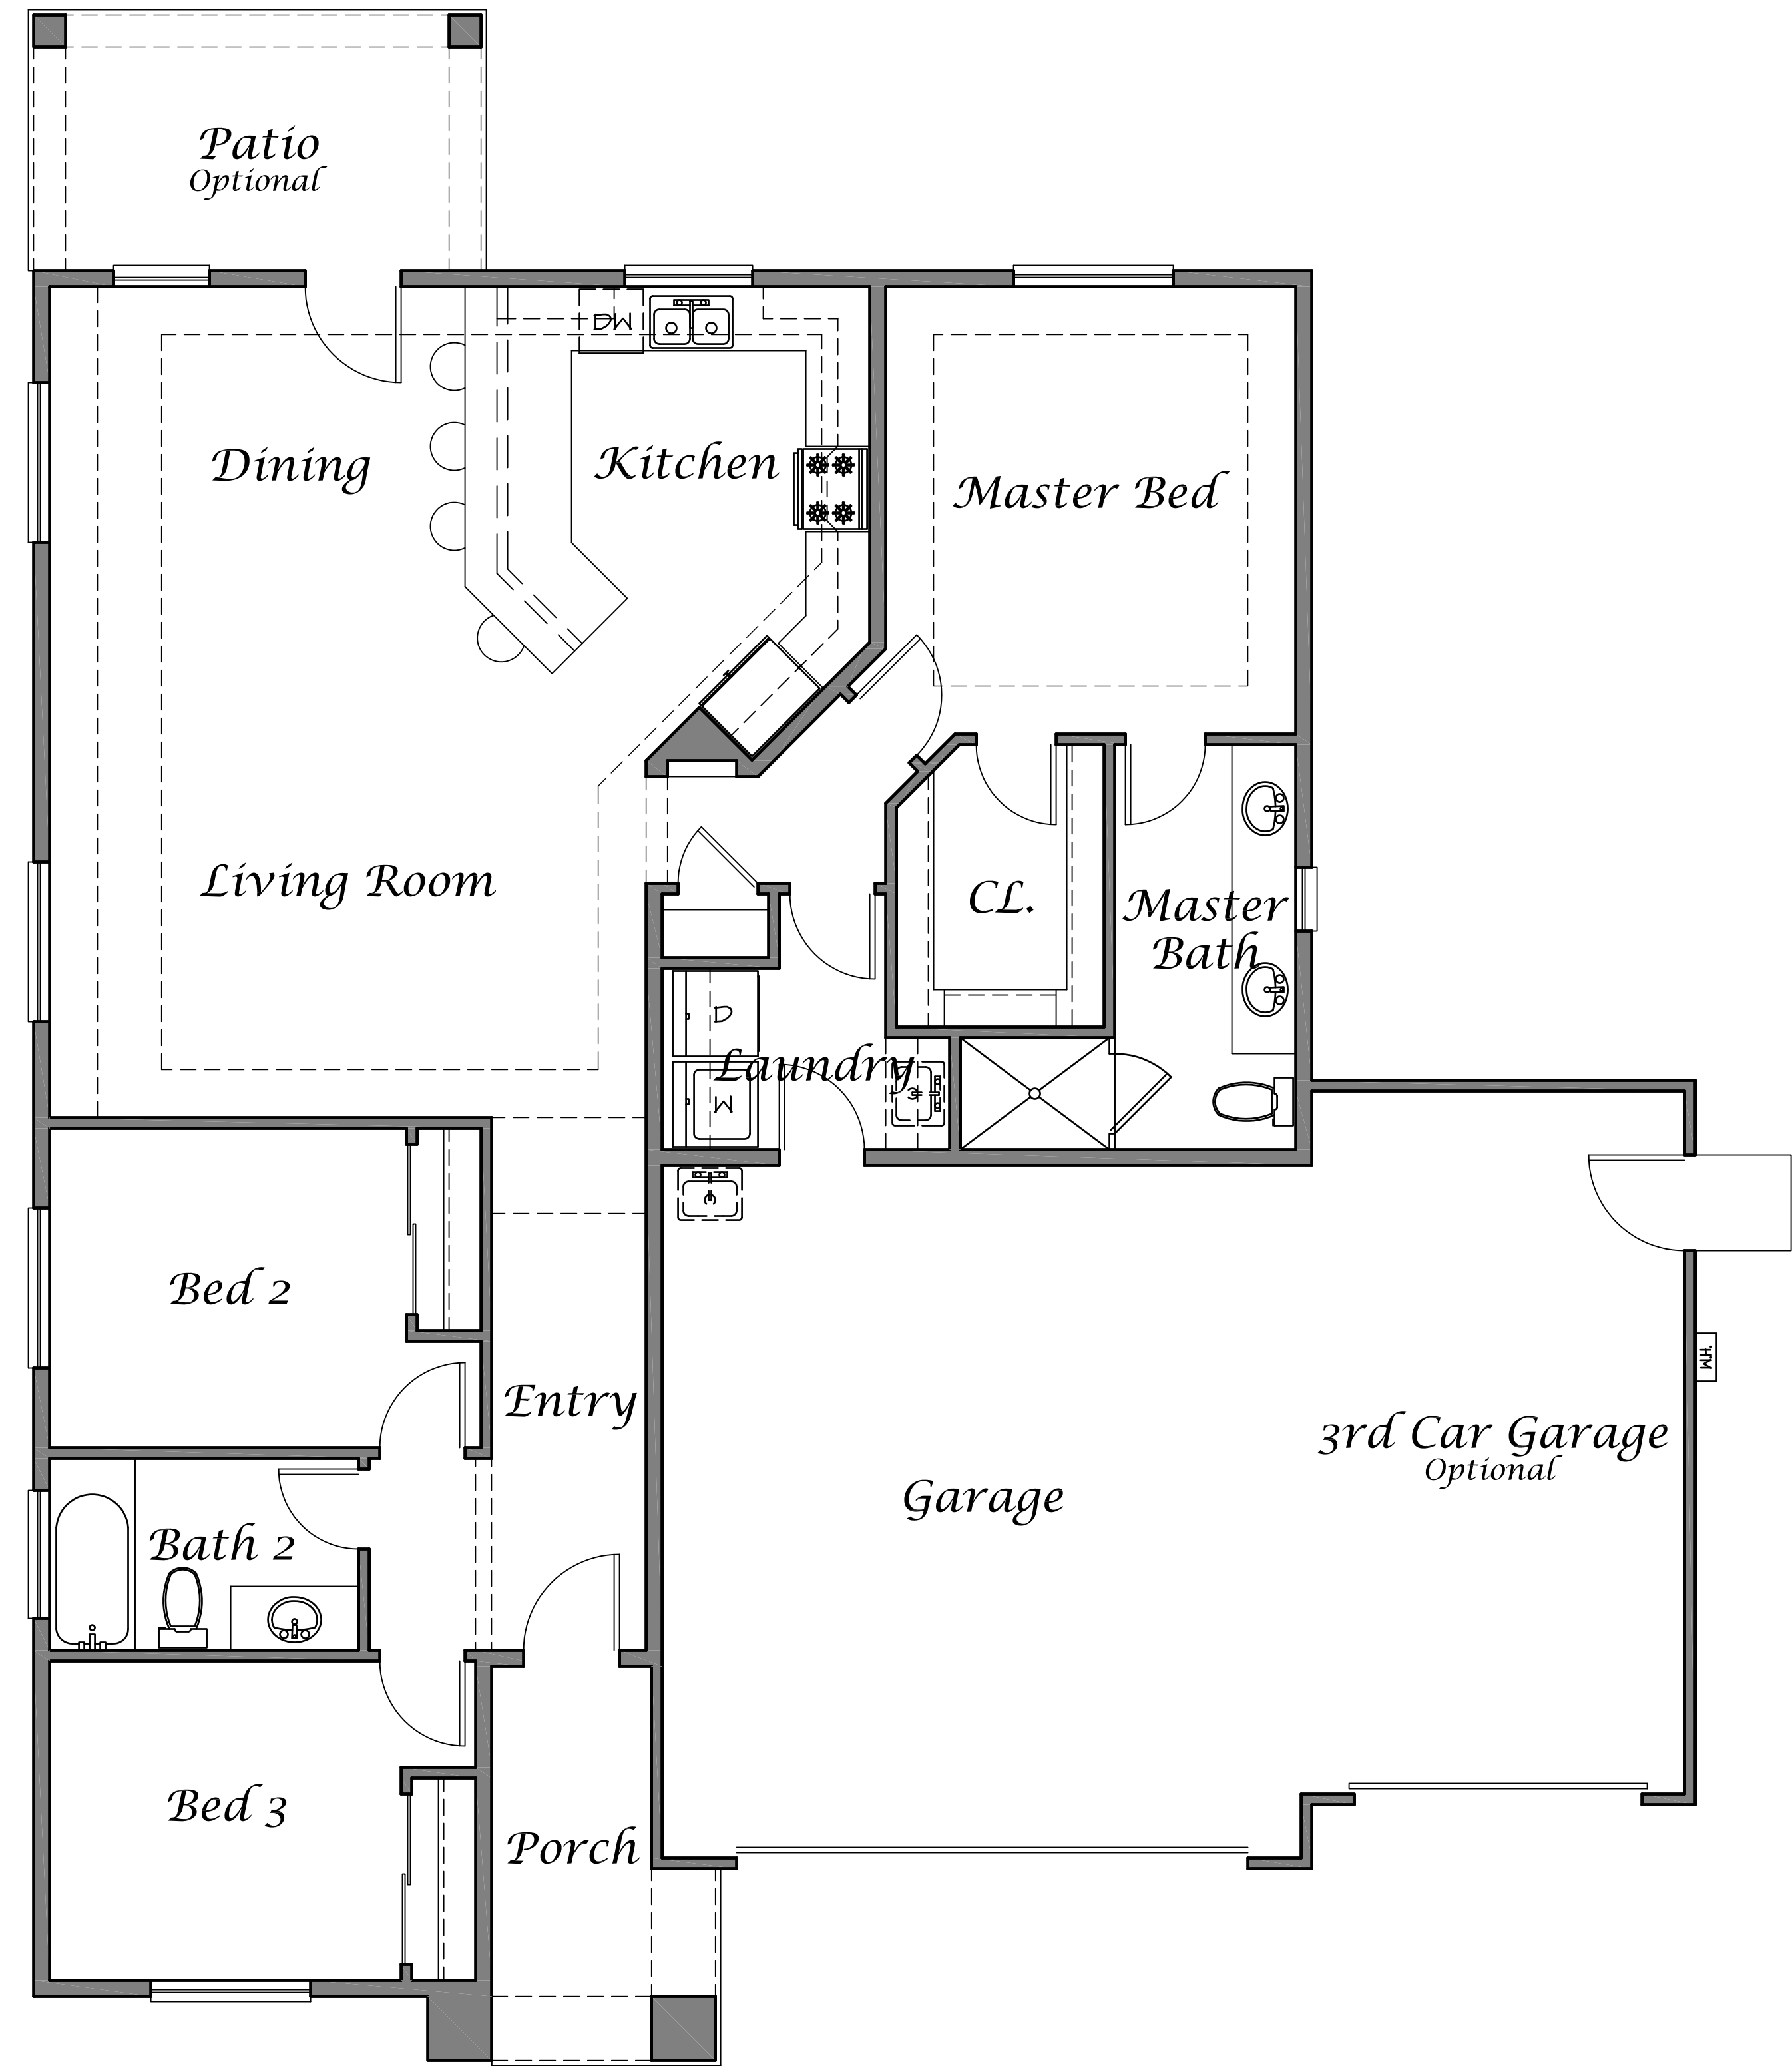 Patio
Optional
DW
Dining
Kitchen
Master Bed
Living Room
CL.
Master
Bath
D
Laundry
W
Bed 2
Entry
HM
3rd Car Garage
Optional
Garage
Bath 2
Bed 3
Porch